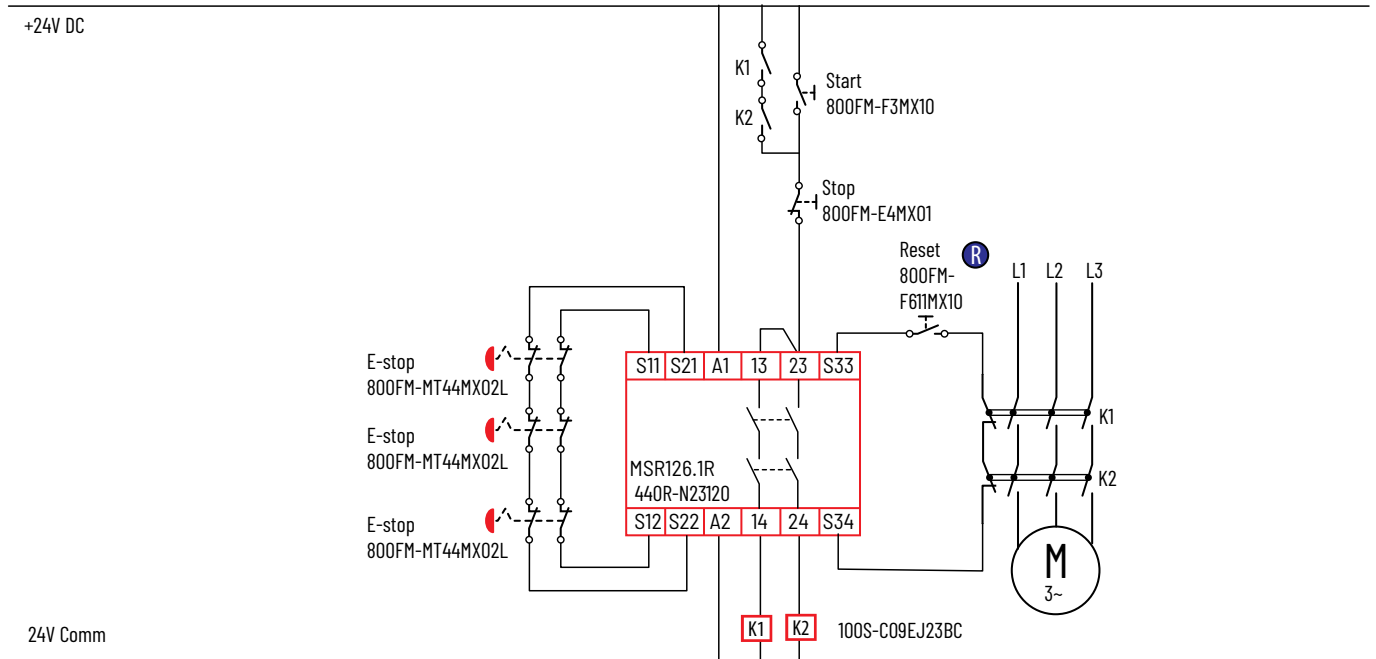 +24V DC
K1
Start
800FM-F3MX10
K2
Stop
800FM-E4MX01
Reset
800FM-
F611MX10
R
L1 L2 L3
E-stop
800FM-MT44MX02L
S11 S21 A1 13 23 S33
K1
E-stop
800FM-MT44MX02L
MSR126.1R
440R-N23120
K2
E-stop
800FM-MT44MX02L
S12 S22 A2 14 24 S34
M
3~
24V Comm
K1 K2 100S-C09EJ23BC